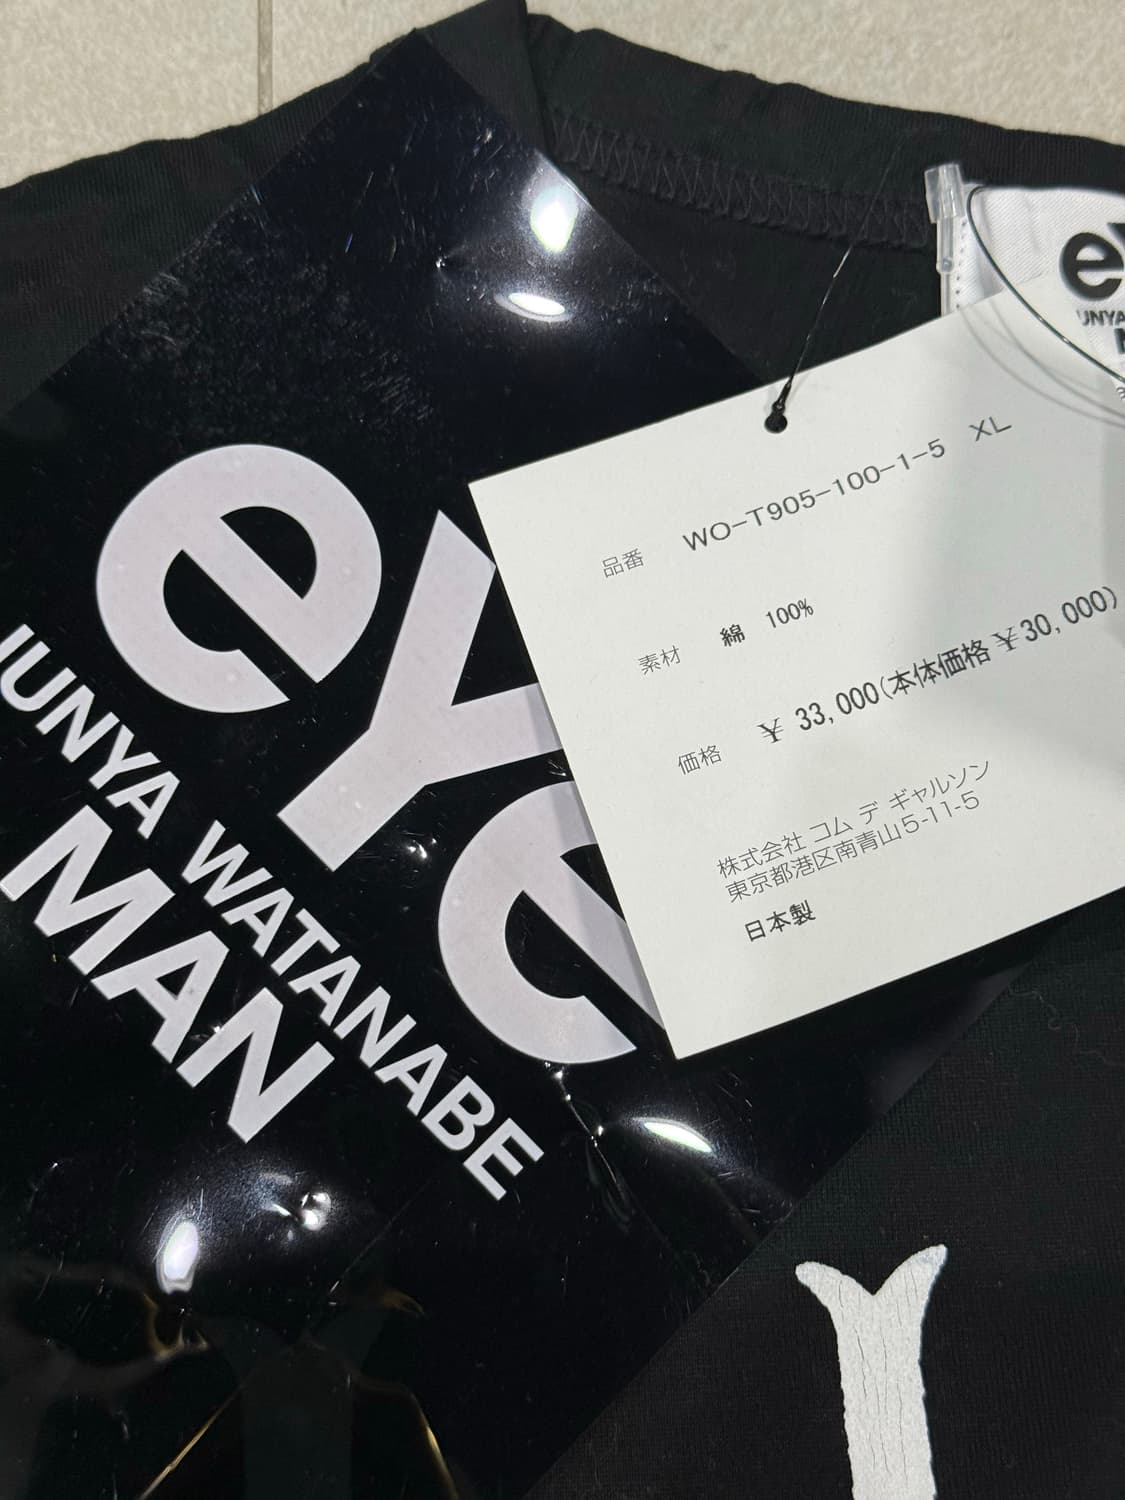 eYe
JUNYA WATANABE
MAN
品番 WO-T905-100-1-5 XL
素材 綿 100%
価格 ¥ 33,000(本体価格 ¥30,000)
株式会社 コム デ ギャルソン
東京都港区南青山5-11-5
日本製